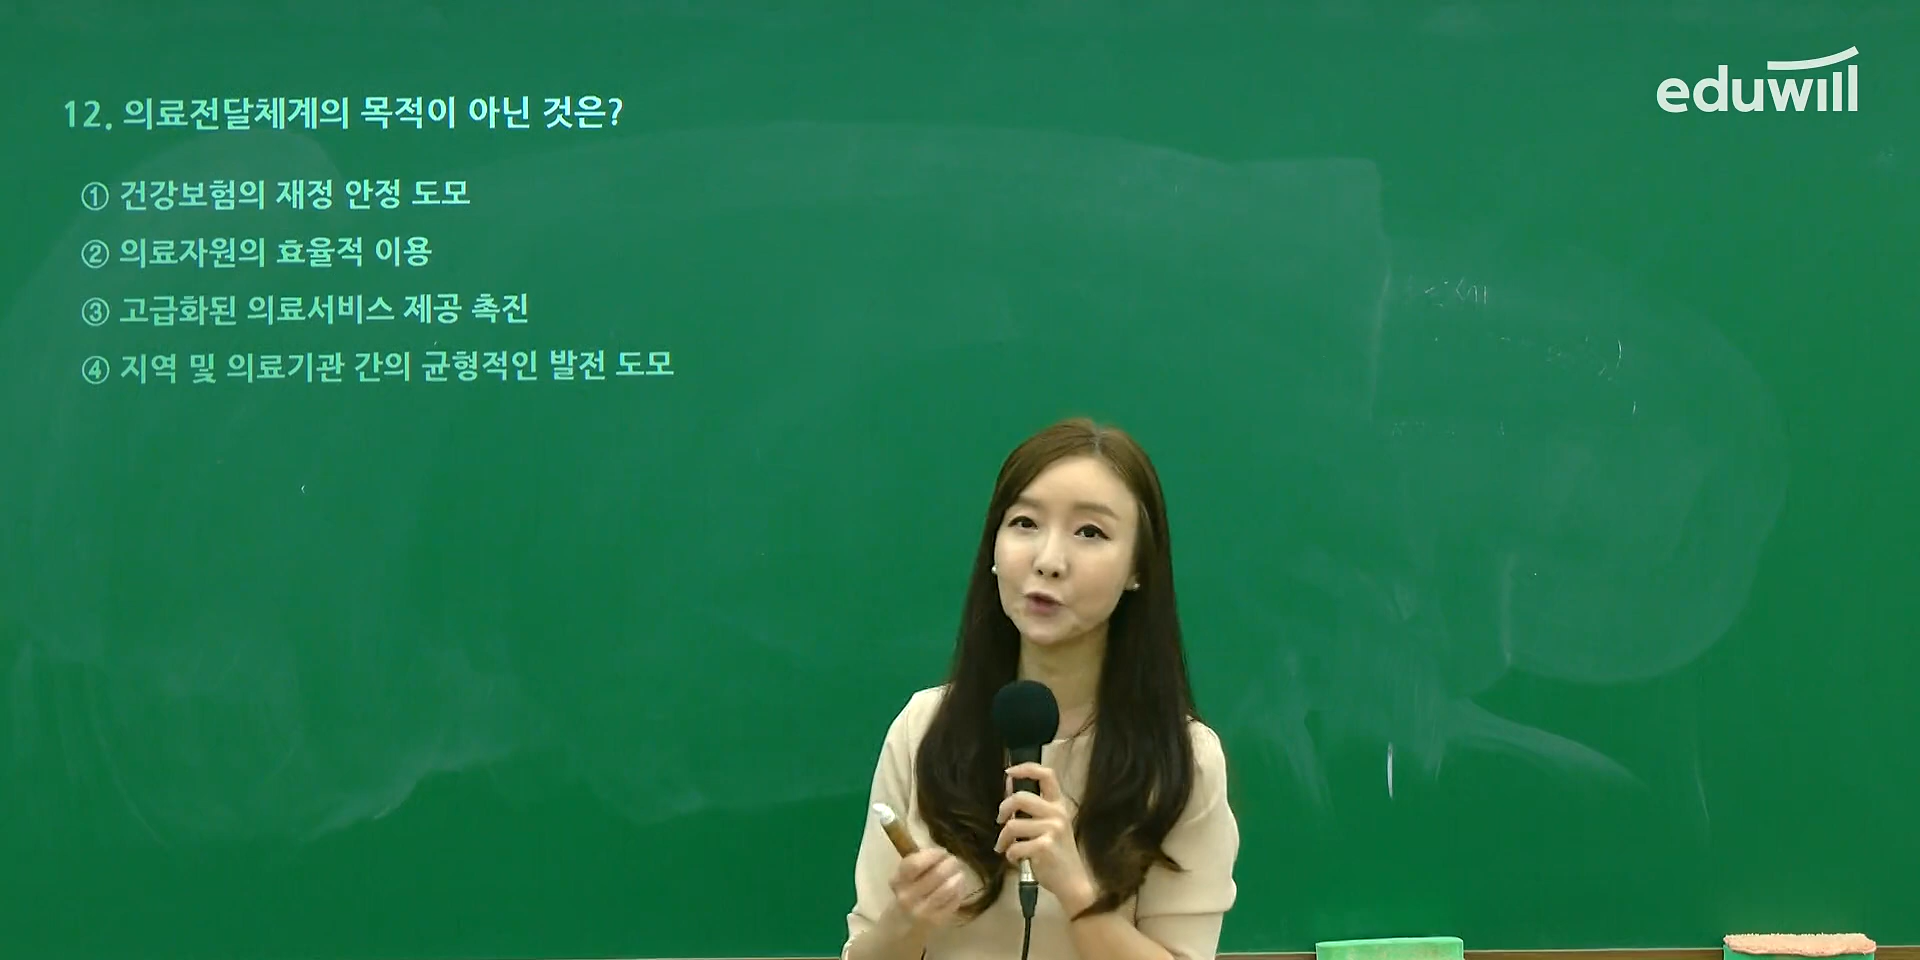 eduwill
12. 의료전달체계의 목적이 아닌 것은?
① 건강보험의 재정 안정 도모
② 의료자원의 효율적 이용
③ 고급화된 의료서비스 제공 촉진
④ 지역 및 의료기관 간의 균형적인 발전 도모